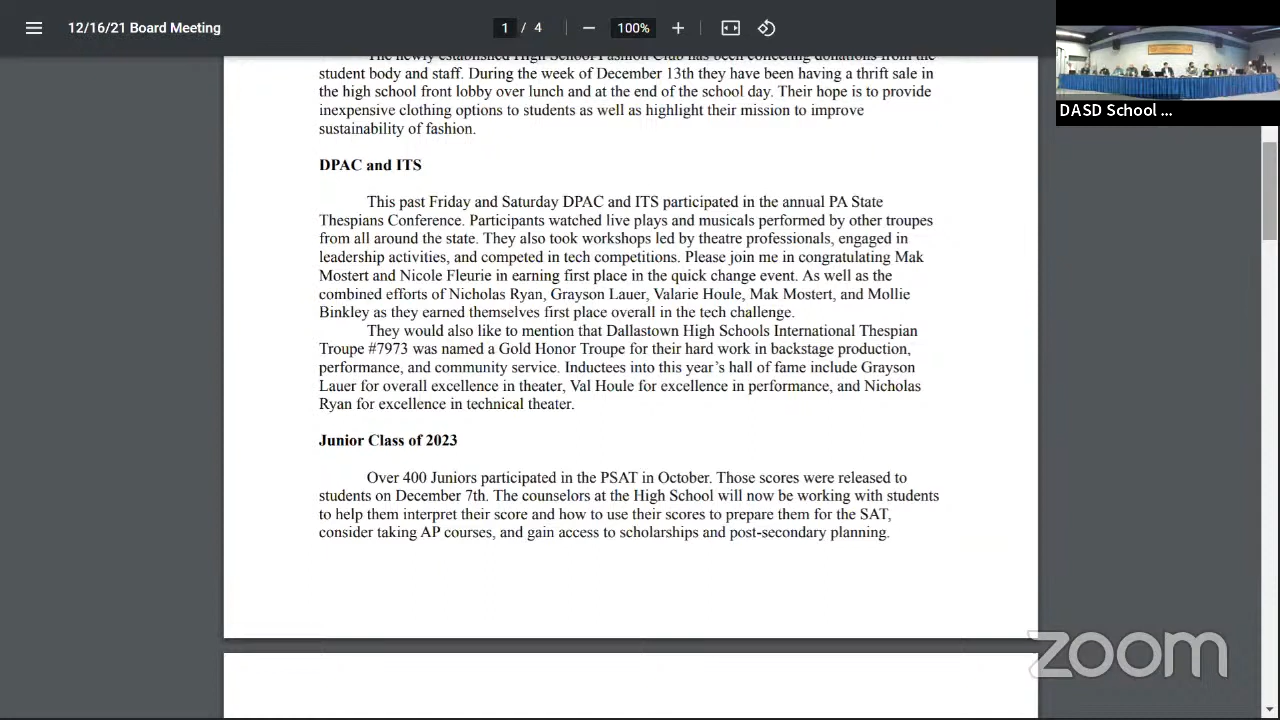 12/16/21 Board Meeting
1 / 4
100%
The newly established High School Fashion Club has been collecting donations from the
student body and staff. During the week of December 13th they have been having a thrift sale in
the high school front lobby over lunch and at the end of the school day. Their hope is to provide
inexpensive clothing options to students as well as highlight their mission to improve
sustainability of fashion.
DPAC and ITS
This past Friday and Saturday DPAC and ITS participated in the annual PA State
Thespians Conference. Participants watched live plays and musicals performed by other troupes
from all around the state. They also took workshops led by theatre professionals, engaged in
leadership activities, and competed in tech competitions. Please join me in congratulating Mak
Mostert and Nicole Fleurie in earning first place in the quick change event. As well as the
combined efforts of Nicholas Ryan, Grayson Lauer, Valarie Houle, Mak Mostert, and Mollie
Binkley as they earned themselves first place overall in the tech challenge.
They would also like to mention that Dallastown High Schools International Thespian
Troupe #7973 was named a Gold Honor Troupe for their hard work in backstage production,
performance, and community service. Inductees into this year’s hall of fame include Grayson
Lauer for overall excellence in theater, Val Houle for excellence in performance, and Nicholas
Ryan for excellence in technical theater.
Junior Class of 2023
Over 400 Juniors participated in the PSAT in October. Those scores were released to
students on December 7th. The counselors at the High School will now be working with students
to help them interpret their score and how to use their scores to prepare them for the SAT,
consider taking AP courses, and gain access to scholarships and post-secondary planning.
DASD School ...
zoom